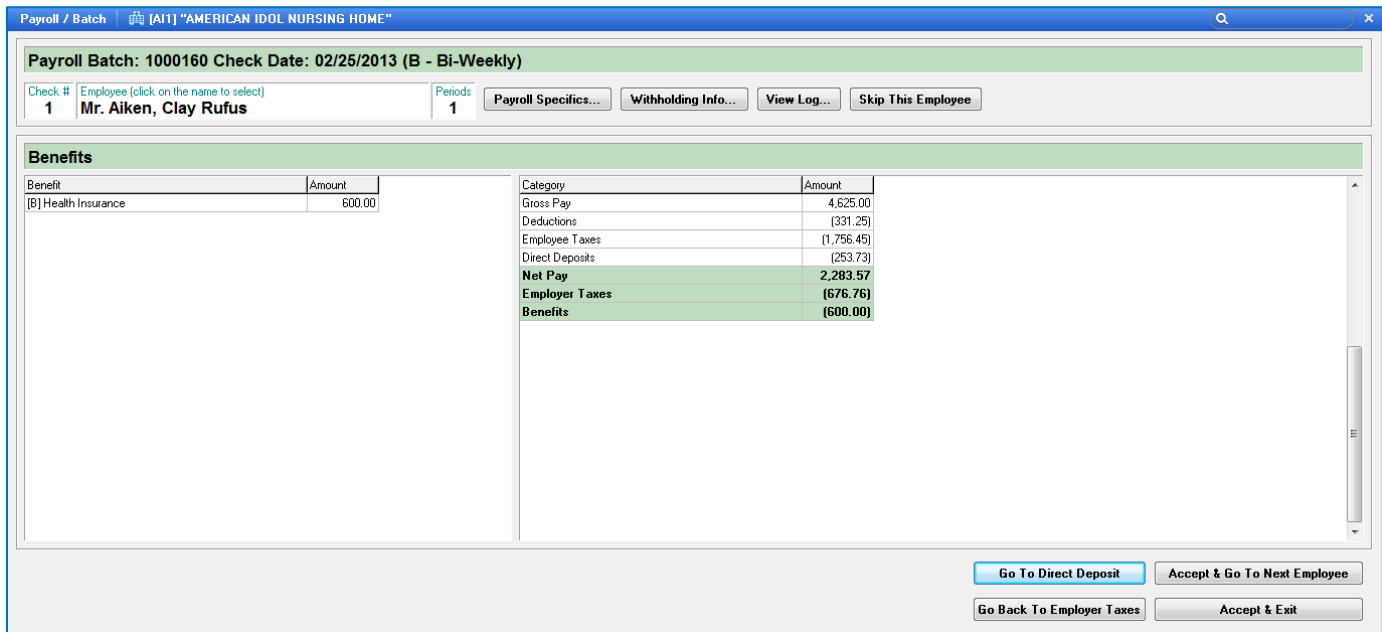 Payroll / Batch [AI1] "AMERICAN IDOL NURSING HOME"
Payroll Batch: 1000160 Check Date: 02/25/2013 (B - Bi-Weekly)
Check # Employee (click on the name to select) Periods
1 Mr. Aiken, Clay Rufus 1 Payroll Specifics... Withholding Info... View Log... Skip This Employee
Benefits
Benefit Amount
[B] Health Insurance 600.00
Category Amount
Gross Pay 4,625.00
Deductions (331.25)
Employee Taxes (1,756.45)
Direct Deposits (253.73)
Net Pay 2,283.57
Employer Taxes (676.76)
Benefits (600.00)
Go To Direct Deposit Accept & Go To Next Employee
Go Back To Employer Taxes Accept & Exit